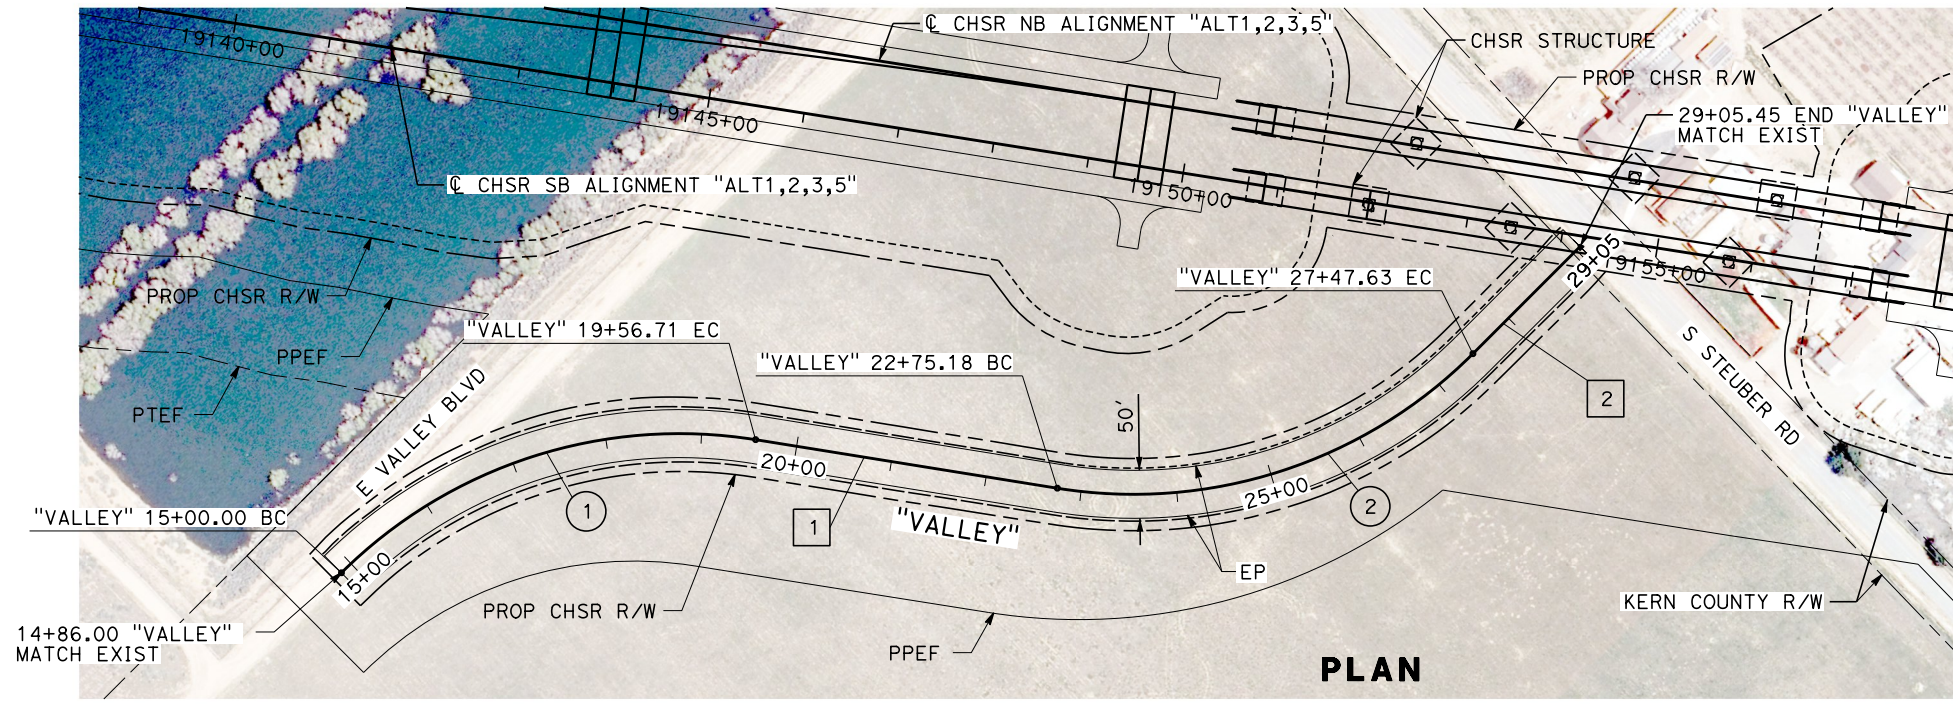 19140+00
℄ CHSR NB ALIGNMENT "ALT1,2,3,5"
CHSR STRUCTURE
PROP CHSR R/W
29+05.45 END "VALLEY"
MATCH EXIST
19145+00
℄ CHSR SB ALIGNMENT "ALT1,2,3,5"
19150+00
29+05
19155+00
"VALLEY" 27+47.63 EC
PROP CHSR R/W
"VALLEY" 19+56.71 EC
PPEF
"VALLEY" 22+75.18 BC
S STEUBER RD
2
PTEF
E VALLEY BLVD
50'
20+00
25+00
"VALLEY" 15+00.00 BC
1
1
"VALLEY"
2
15+00
EP
PROP CHSR R/W
KERN COUNTY R/W
14+86.00 "VALLEY"
MATCH EXIST
PPEF
PLAN